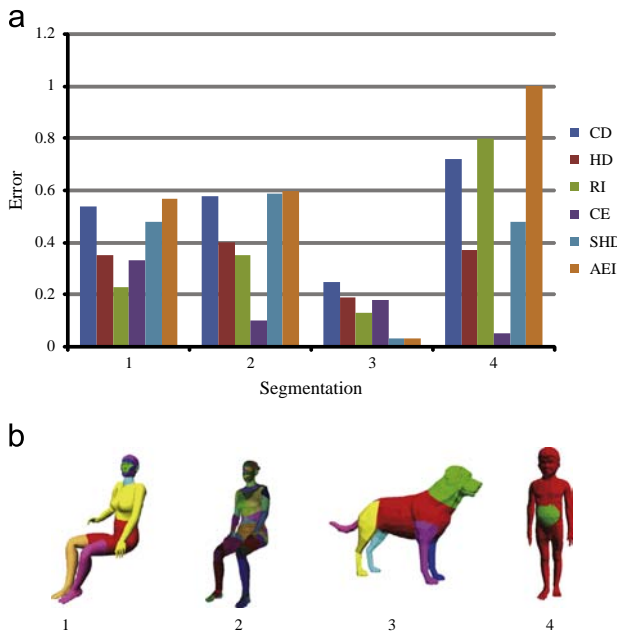 a
1.2
1
0.8
0.6
0.4
0.2
0
Error
1 2 3 4
Segmentation
CD
HD
RI
CE
SHD
AEI
b
1 2 3 4